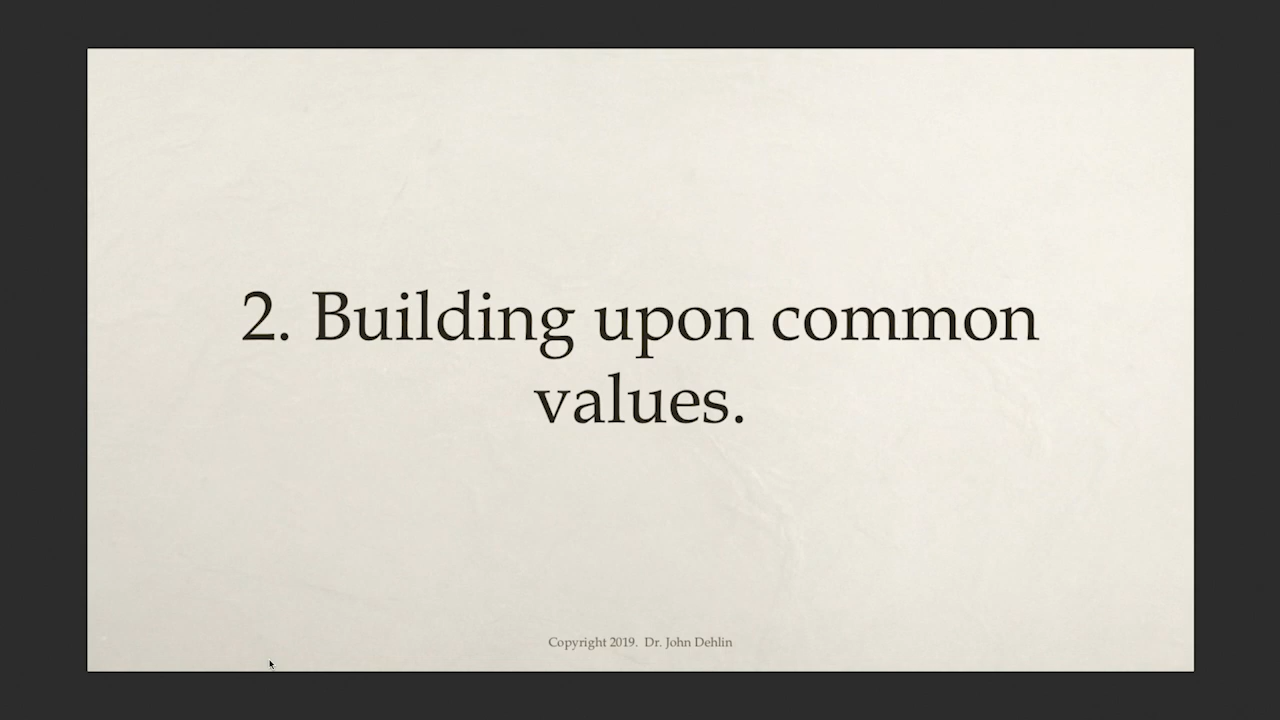 2. Building upon common
values.
Copyright 2019. Dr. John Dehlin